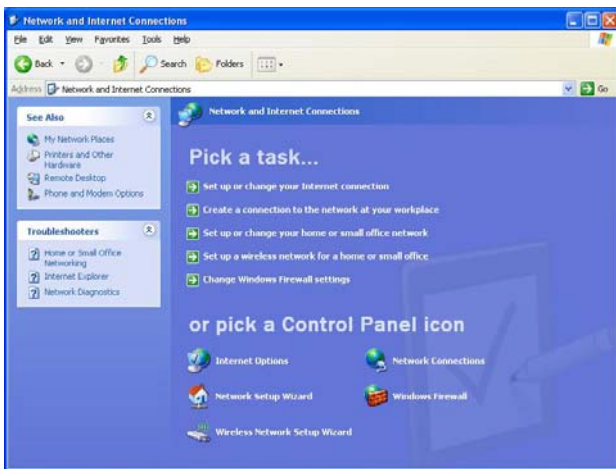 Network and Internet Connections
File Edit View Favorites Tools Help
Back Search Folders
Address Network and Internet Connections Go
See Also
My Network Places
Printers and Other
Hardware
Remote Desktop
Phone and Modem Options
Troubleshooters
Home or Small Office
Networking
Internet Explorer
Network Diagnostics
Network and Internet Connections
Pick a task...
Set up or change your Internet connection
Create a connection to the network at your workplace
Set up or change your home or small office network
Set up a wireless network for a home or small office
Change Windows Firewall settings
or pick a Control Panel icon
Internet Options Network Connections
Network Setup Wizard Windows Firewall
Wireless Network Setup Wizard